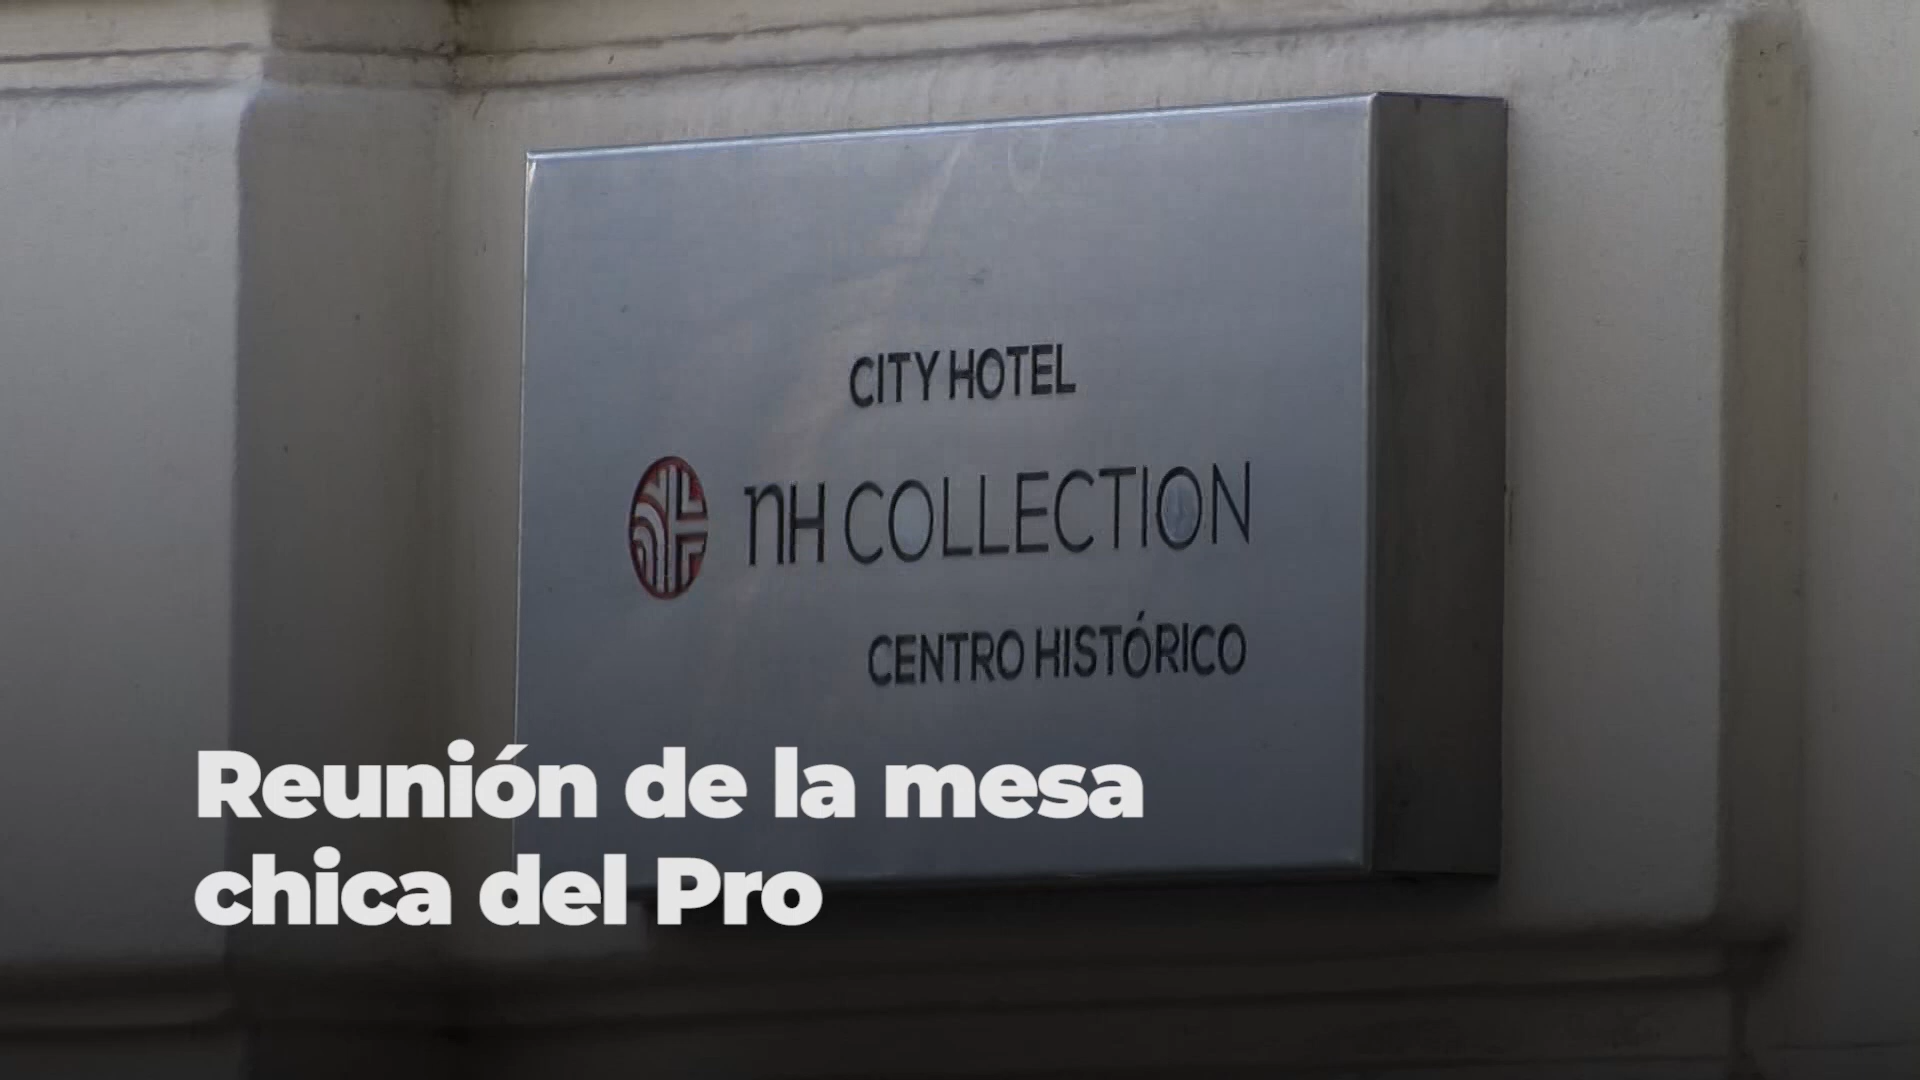 CITY HOTEL
nH COLLECTION
CENTRO HISTÓRICO
Reunión de la mesa
chica del Pro